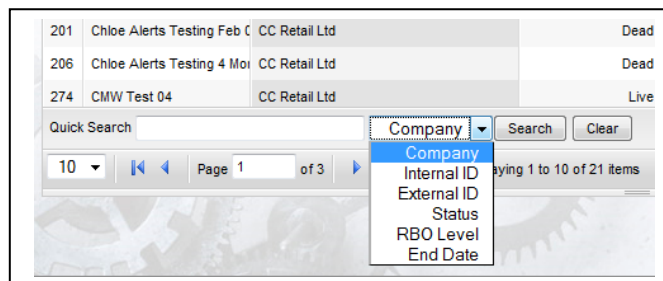 201 Chloe Alerts Testing Feb CC Retail Ltd Dead
206 Chloe Alerts Testing 4 CC Retail Ltd Dead
274 CMW Test 04 CC Retail Ltd Live
Quick Search Company Search Clear
10 Page 1 of 3 aying 1 to 10 of 21 items
Company
Internal ID
External ID
Status
RBO Level
End Date